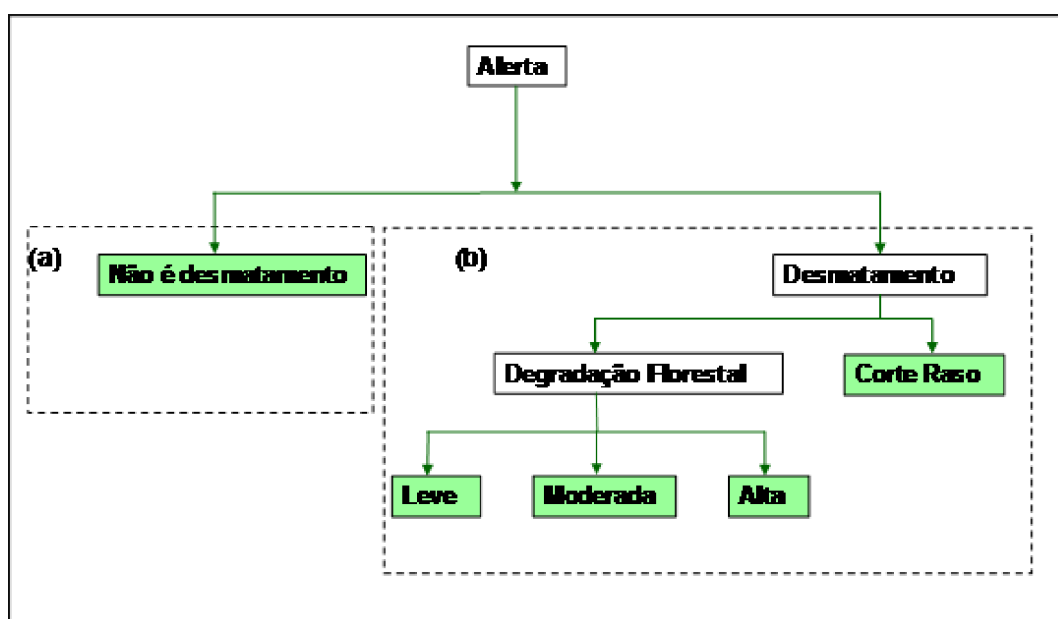 Alerta
(a)
Não é desmatamento
(b)
Desmatamento
Degradação Florestal
Corte Raso
Leve
Moderada
Alta